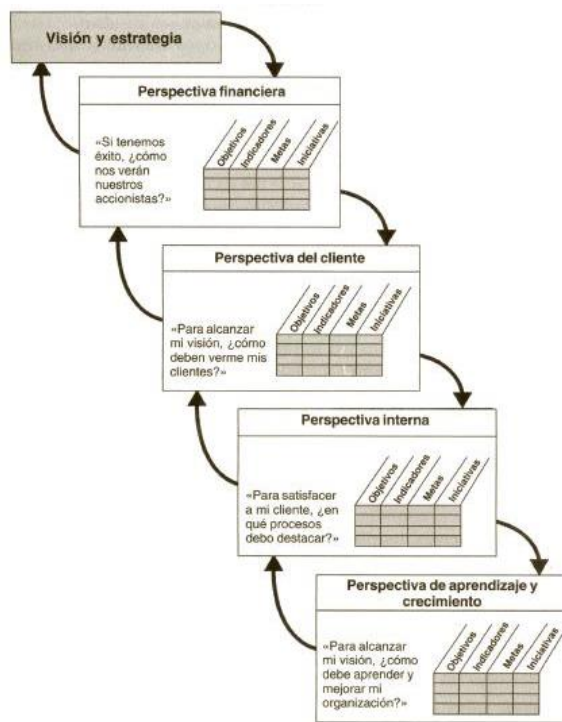 Visión y estrategia
Perspectiva financiera
«Si tenemos
éxito, ¿cómo
nos verán
nuestros
accionistas?»
Objetivos
Indicadores
Metas
Iniciativas
Perspectiva del cliente
«Para alcanzar
mi visión, ¿cómo
deben verme mis
clientes?»
Objetivos
Indicadores
Metas
Iniciativas
Perspectiva interna
«Para satisfacer
a mi cliente, ¿en
qué procesos
debo destacar?»
Objetivos
Indicadores
Metas
Iniciativas
Perspectiva de aprendizaje y
crecimiento
«Para alcanzar
mi visión, ¿cómo
debe aprender y
mejorar mi
organización?»
Objetivos
Indicadores
Metas
Iniciativas